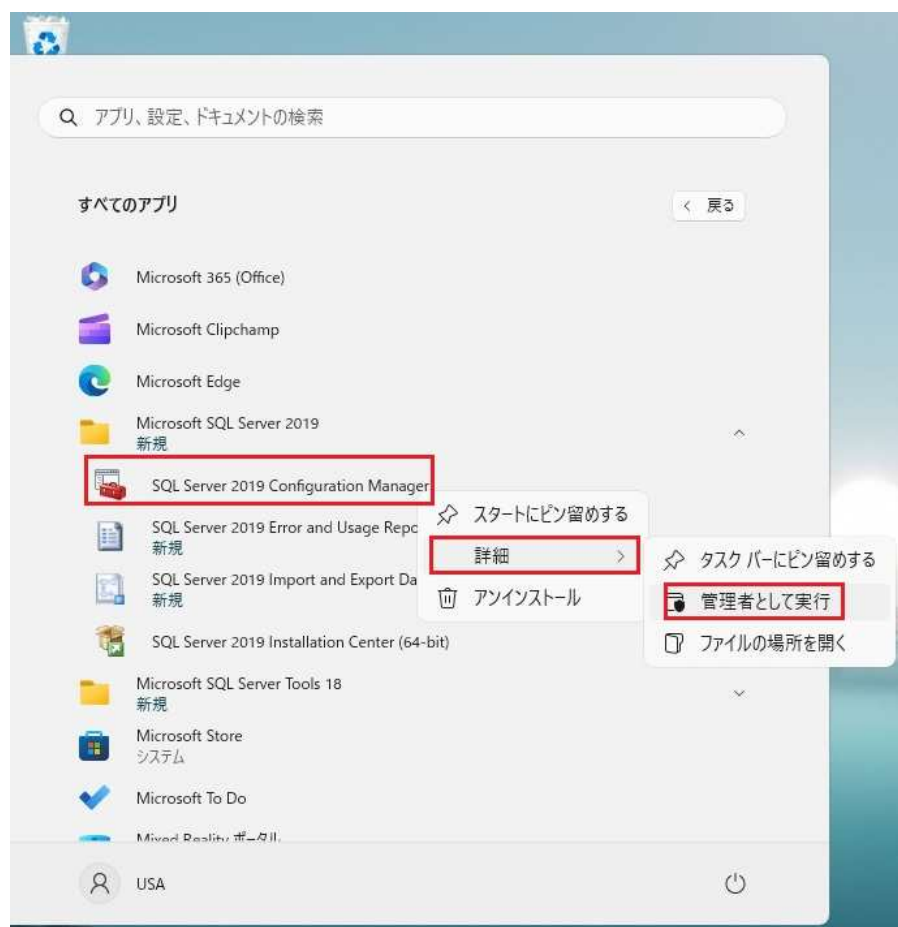 アプリ、設定、ドキュメントの検索
すべてのアプリ
戻る
Microsoft 365 (Office)
Microsoft Clipchamp
Microsoft Edge
Microsoft SQL Server 2019
新規
SQL Server 2019 Configuration Manager
スタートにピン留めする
SQL Server 2019 Error and Usage Repo
新規
詳細
タスク バーにピン留めする
SQL Server 2019 Import and Export Da
新規
アンインストール
管理者として実行
SQL Server 2019 Installation Center (64-bit)
ファイルの場所を開く
Microsoft SQL Server Tools 18
新規
Microsoft Store
システム
Microsoft To Do
Mixed Reality ポータル
USA